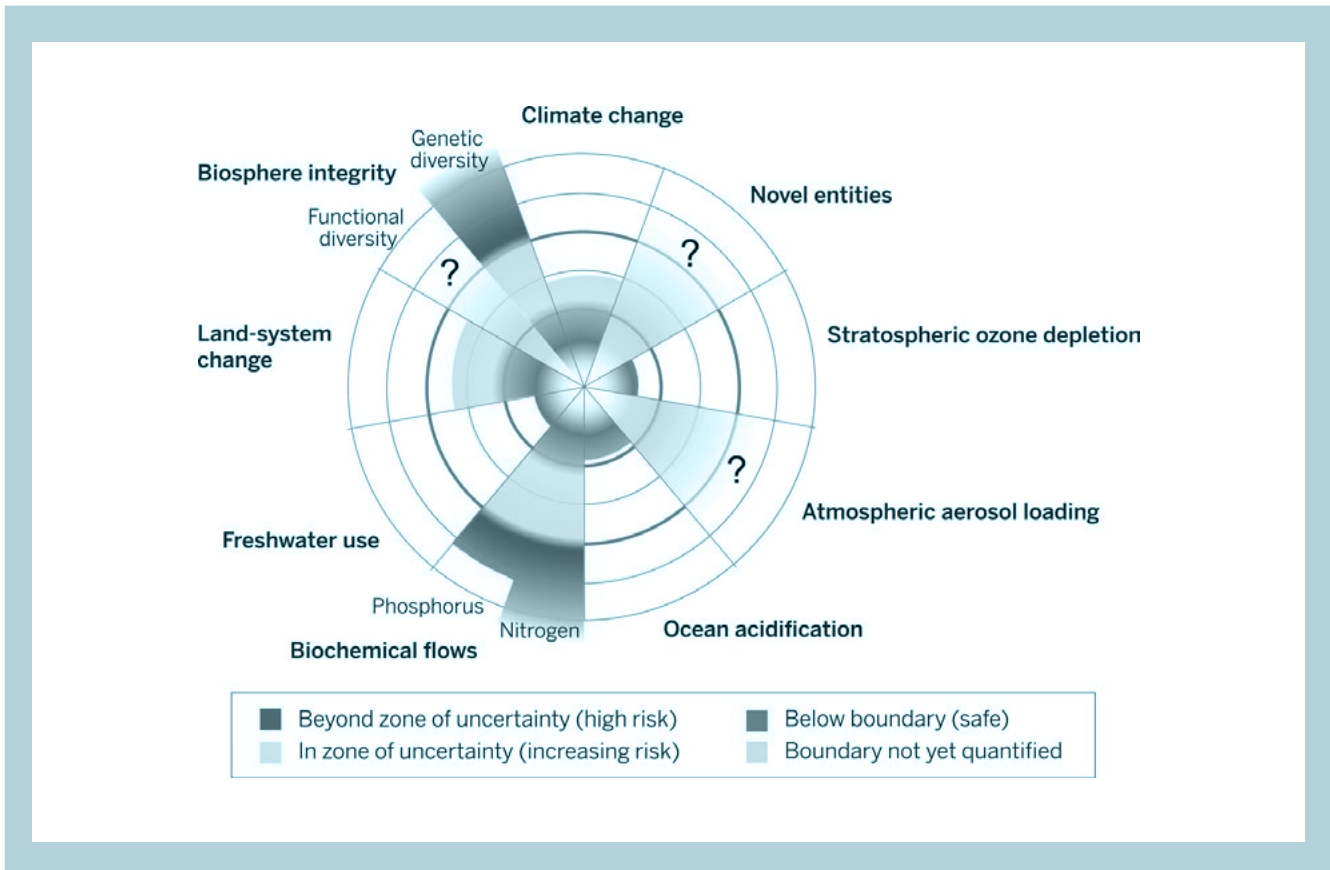 Climate change
Genetic
diversity
Biosphere integrity
Novel entities
Functional
diversity
?
?
Land-system
change
Stratospheric ozone depletion
?
Atmospheric aerosol loading
Freshwater use
Phosphorus
Nitrogen
Ocean acidification
Biochemical flows
Beyond zone of uncertainty (high risk)
Below boundary (safe)
In zone of uncertainty (increasing risk)
Boundary not yet quantified